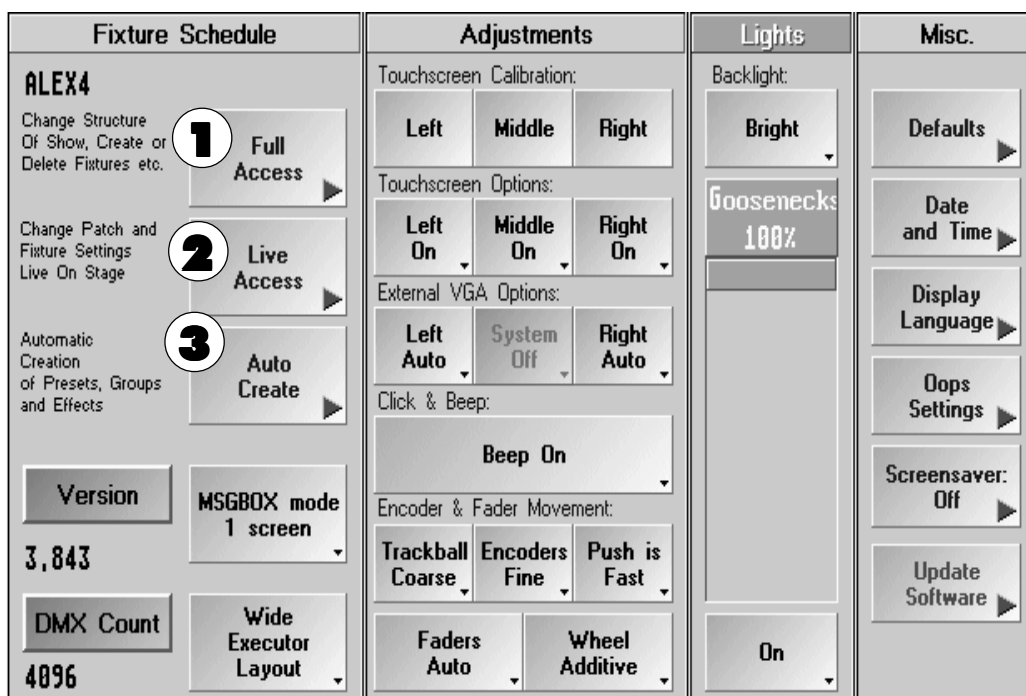 Fixture Schedule
ALEX4
Change Structure
Of Show, Create or
Delete Fixtures etc.
1
Full
Access
Change Patch and
Fixture Settings
Live On Stage
2
Live
Access
Automatic
Creation
of Presets, Groups
and Effects
3
Auto
Create
Version
3,843
MSGBOX mode
1 screen
DMX Count
4096
Wide
Executor
Layout
Adjustments
Touchscreen Calibration:
Left
Middle
Right
Touchscreen Options:
Left
On
Middle
On
Right
On
External VGA Options:
Left
Auto
System
Off
Right
Auto
Click & Beep:
Beep On
Encoder & Fader Movement:
Trackball
Coarse
Encoders
Fine
Push is
Fast
Faders
Auto
Wheel
Additive
Lights
Backlight:
Bright
Goosenecks
100%
On
Misc.
Defaults
Date
and Time
Display
Language
Oops
Settings
Screensaver:
Off
Update
Software